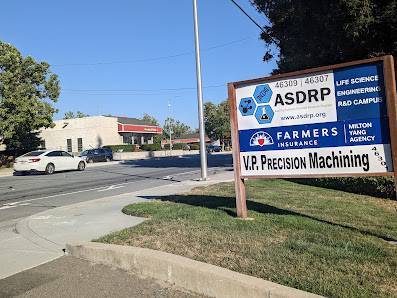 46309 | 46307
ASDRP
www.asdrp.org
LIFE SCIENCE
ENGINEERING
R&D CAMPUS
FARMERS
INSURANCE
MILTON
YANG
AGENCY
V.P. PRECISION MACHINING